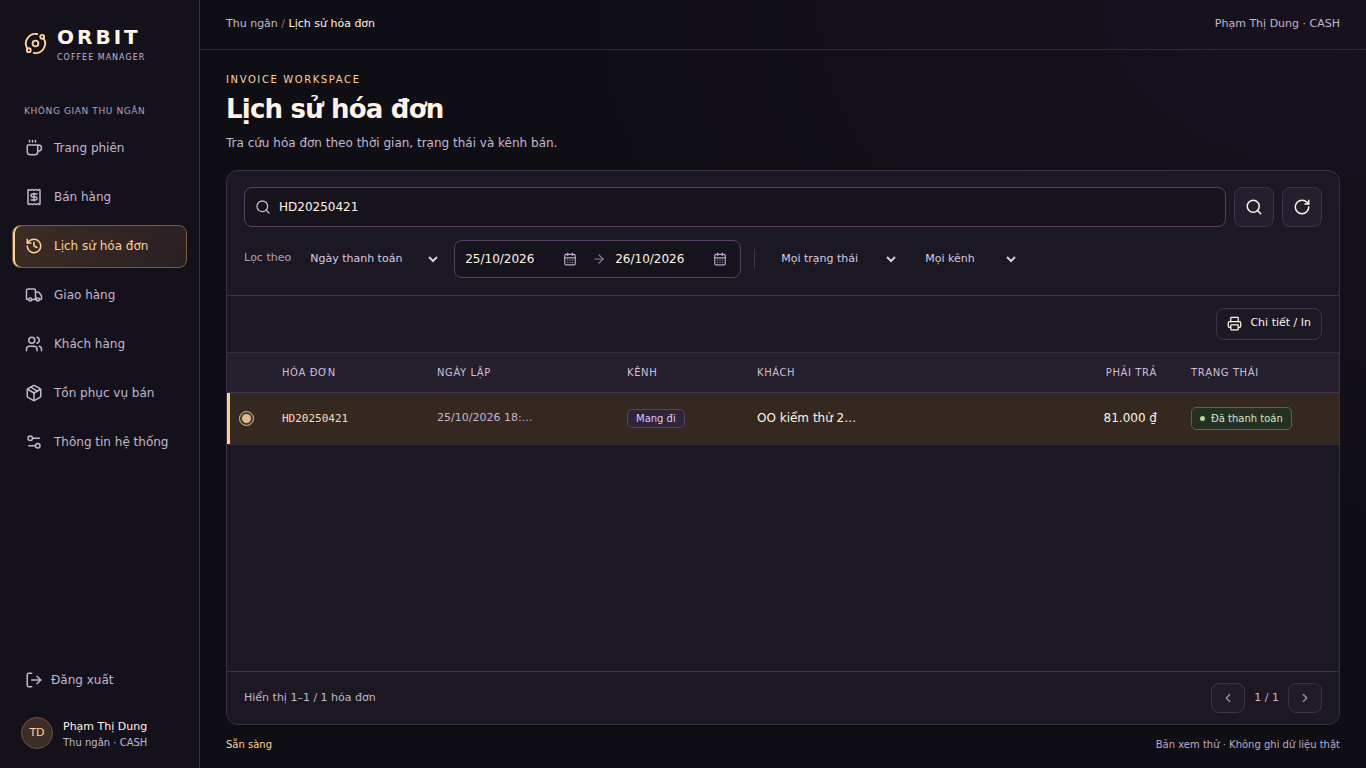 ORBIT
COFFEE MANAGER
KHÔNG GIAN THU NGÂN
Trang phiên
Bán hàng
Lịch sử hóa đơn
Giao hàng
Khách hàng
Tồn phục vụ bán
Thông tin hệ thống
Đăng xuất
TD
Phạm Thị Dung
Thu ngân · CASH
Thu ngân / Lịch sử hóa đơn
Phạm Thị Dung · CASH
INVOICE WORKSPACE
Lịch sử hóa đơn
Tra cứu hóa đơn theo thời gian, trạng thái và kênh bán.
HD20250421
Lọc theo Ngày thanh toán 25/10/2026 → 26/10/2026 Mọi trạng thái Mọi kênh
Chi tiết / In
HÓA ĐƠN NGÀY LẬP KÊNH KHÁCH PHẢI TRẢ TRẠNG THÁI
HD20250421 25/10/2026 18:... Mang đi OO kiểm thử 2... 81.000 ₫ Đã thanh toán
Hiển thị 1–1 / 1 hóa đơn
1 / 1
Sẵn sàng
Bản xem thử · Không ghi dữ liệu thật